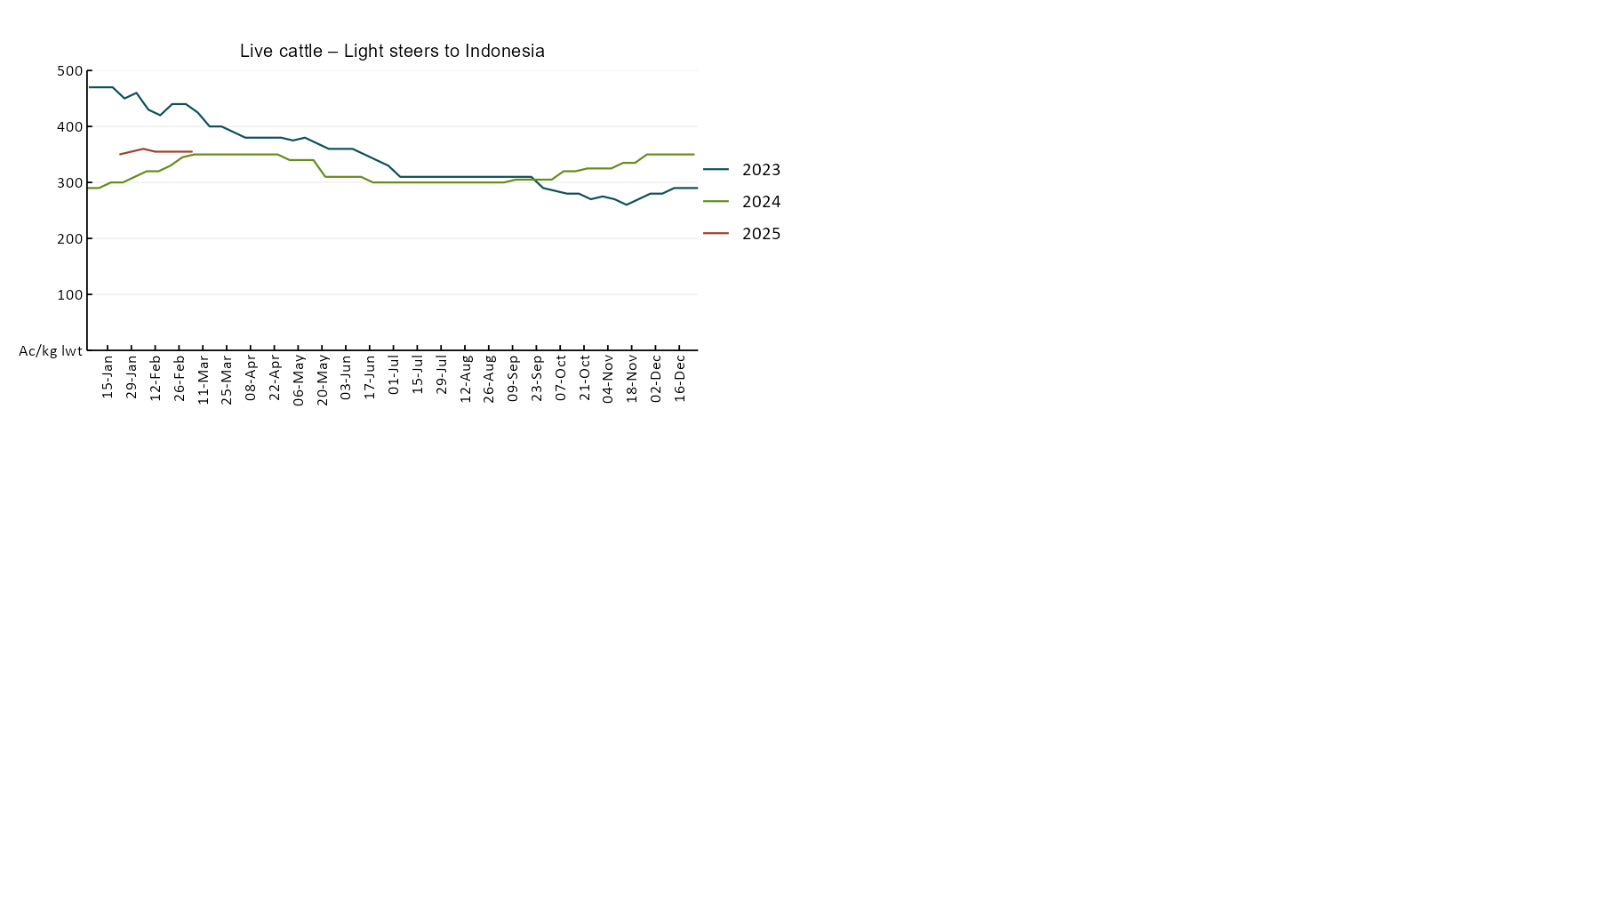 Live cattle – Light steers to Indonesia
500
400
300
200
100
Ac/kg lwt
15-Jan
29-Jan
12-Feb
26-Feb
11-Mar
25-Mar
08-Apr
22-Apr
06-May
20-May
03-Jun
17-Jun
01-Jul
15-Jul
29-Jul
12-Aug
26-Aug
09-Sep
23-Sep
07-Oct
21-Oct
04-Nov
18-Nov
02-Dec
16-Dec
2023
2024
2025